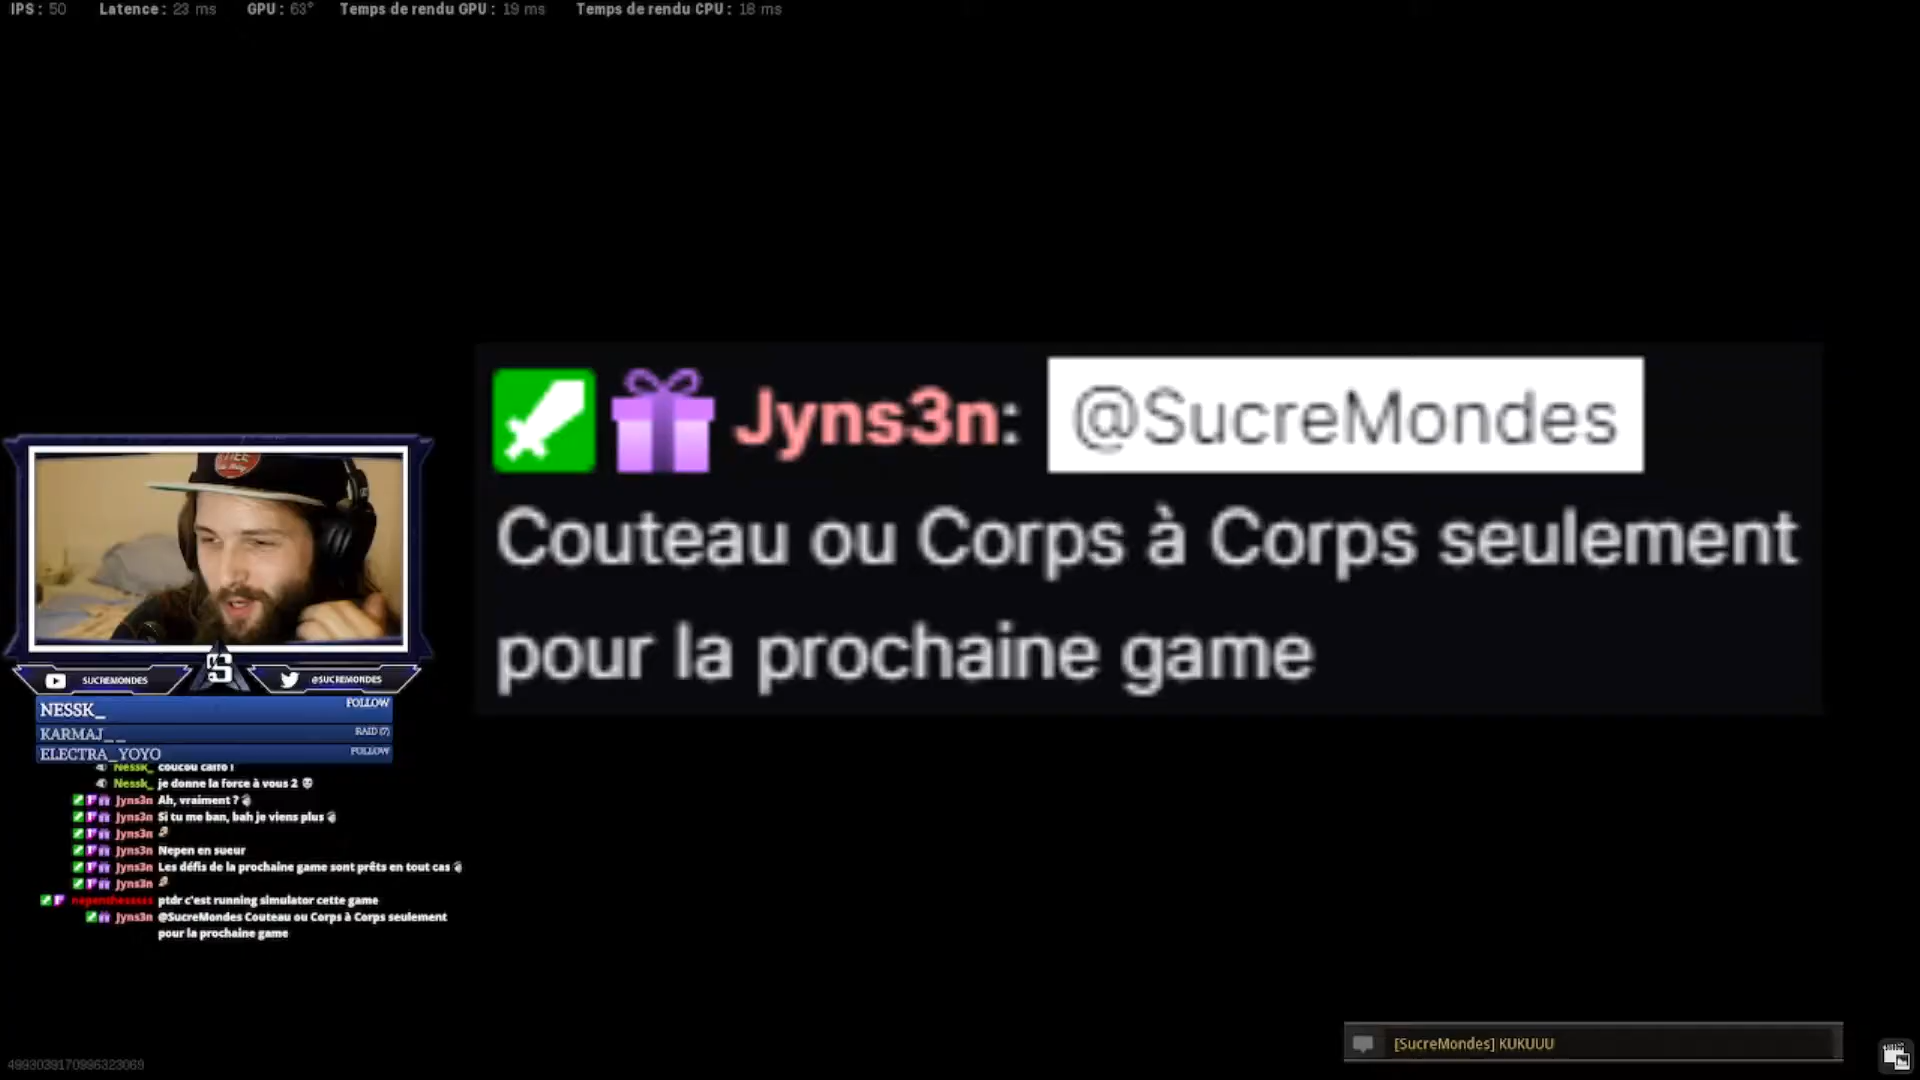 IPS : 50 Latence : 23 ms GPU : 63° Temps de rendu GPU : 19 ms Temps de rendu CPU : 18 ms
Jyns3n: @SucreMondes
Couteau ou Corps à Corps seulement
pour la prochaine game
SUCREMONDES @SUCREMONDES
NESSK_ FOLLOW
KARMAJ__ RAID (7)
ELECTRA_YOYO FOLLOW
Nessk_ coucou
Nessk_ je donne la force à vous 2
Jyns3n Ah, vraiment ?
Jyns3n Si tu me ban, bah je viens plus
Jyns3n
Jyns3n Nepen en sueur
Jyns3n Les défis de la prochaine game sont prêts en tout cas
Jyns3n
ptdr c'est running simulator cette game
Jyns3n @SucreMondes Couteau ou Corps à Corps seulement
pour la prochaine game
[SucreMondes] KUKUUU